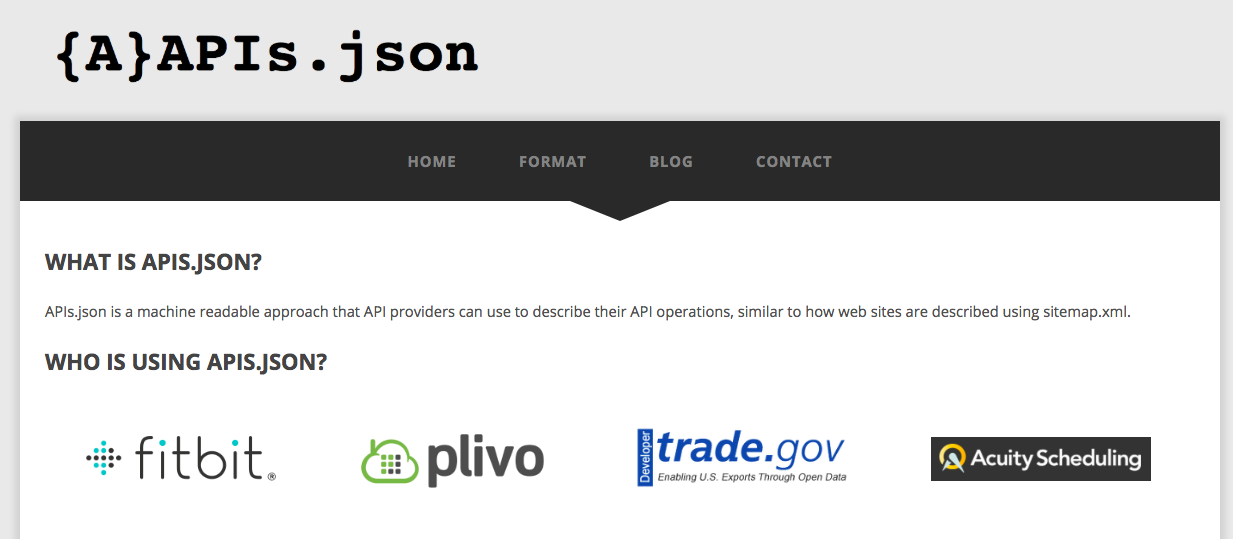 {A}APIs.json
HOME FORMAT BLOG CONTACT
WHAT IS APIS.JSON?
APIs.json is a machine readable approach that API providers can use to describe their API operations, similar to how web sites are described using sitemap.xml.
WHO IS USING APIS.JSON?
fitbit®
plivo
Developer
trade.gov
Enabling U.S. Exports Through Open Data
Acuity Scheduling